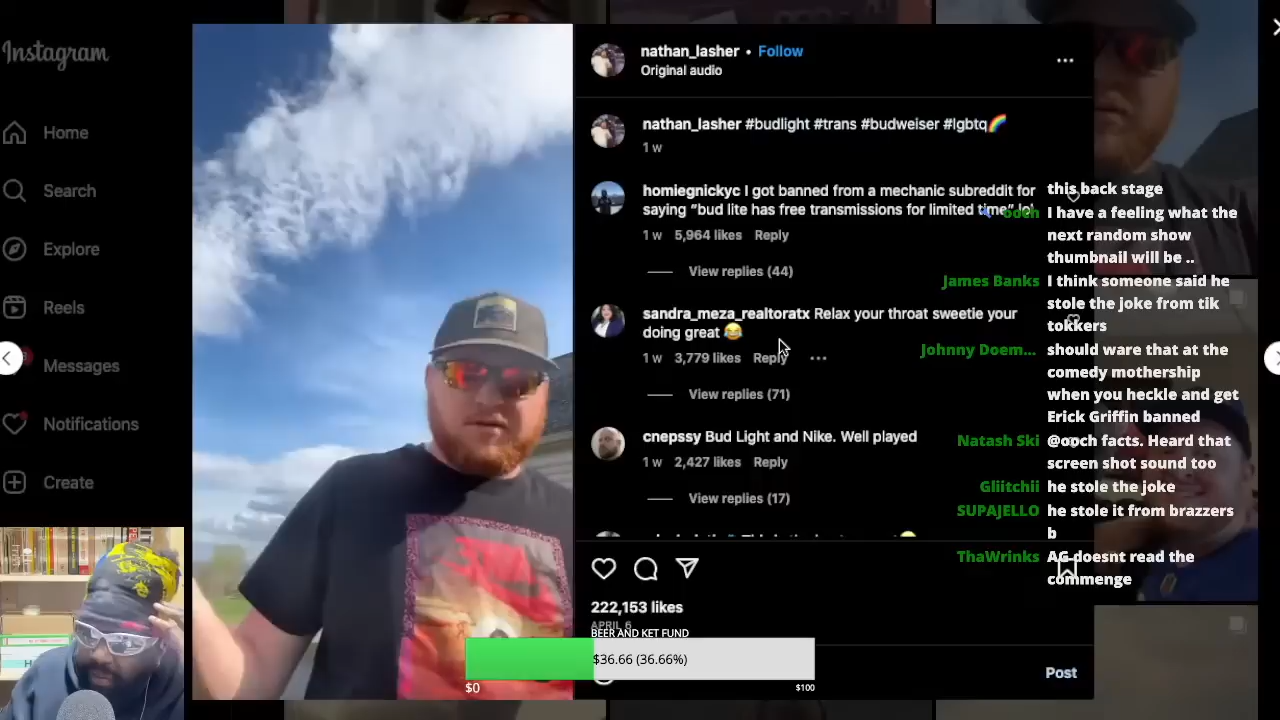 Instagram
Home
Search
Explore
Reels
Messages
Notifications
Create
nathan_lasher • Follow
Original audio
nathan_lasher #budlight #trans #budweiser #lgbtq🌈
1 w
homiegnickyc I got banned from a mechanic subreddit for
saying “bud lite has free transmissions for limited time” lol
1 w 5,964 likes Reply
View replies (44)
sandra_meza_realtoratx Relax your throat sweetie your
doing great 😂
1 w 3,779 likes Reply
View replies (71)
cnepssy Bud Light and Nike. Well played
1 w 2,427 likes Reply
View replies (17)
222,153 likes
APRIL 6
BEER AND KET FUND
$36.66 (36.66%)
$0
$100
Post
this back stage
ooch I have a feeling what the
next random show
thumbnail will be ..
James Banks I think someone said he
stole the joke from tik
tokkers
Johnny Doem... should ware that at the
comedy mothership
when you heckle and get
Erick Griffin banned
Natash Ski @ooch facts. Heard that
screen shot sound too
Gliitchii he stole the joke
SUPAJELLO he stole it from brazzers
b
ThaWrinks AG doesnt read the
commenge